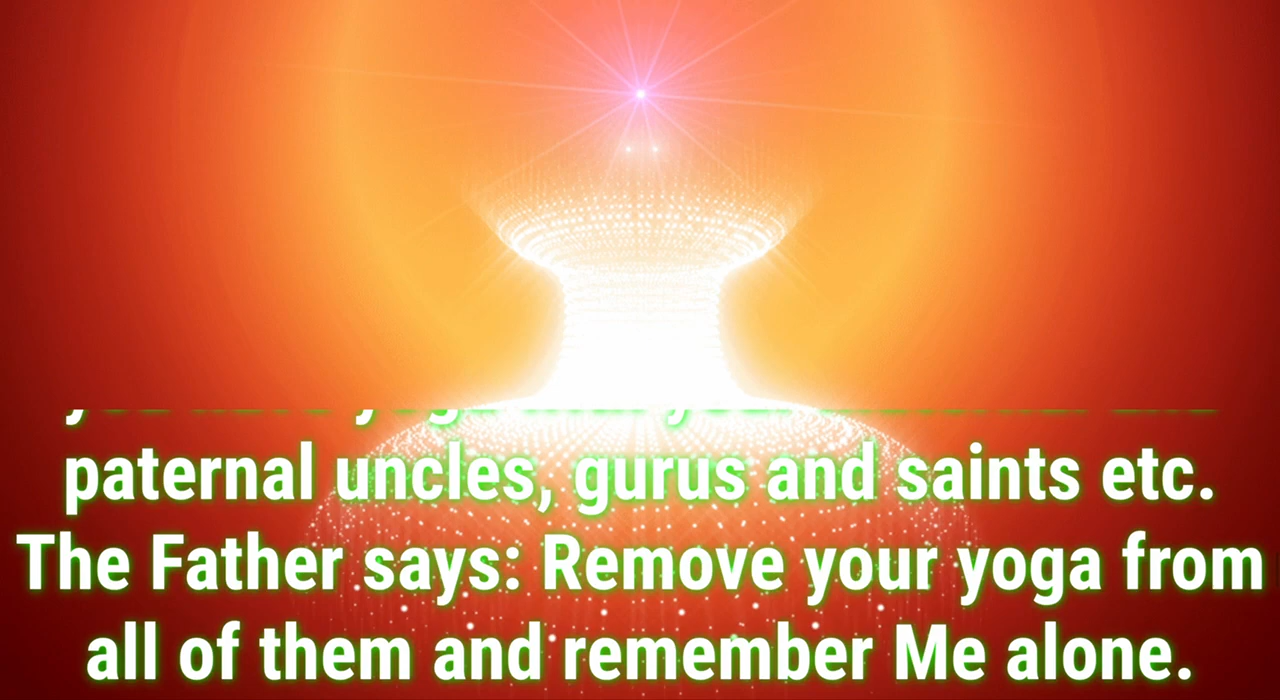 paternal uncles, gurus and saints etc.
The Father says: Remove your yoga from
all of them and remember Me alone.